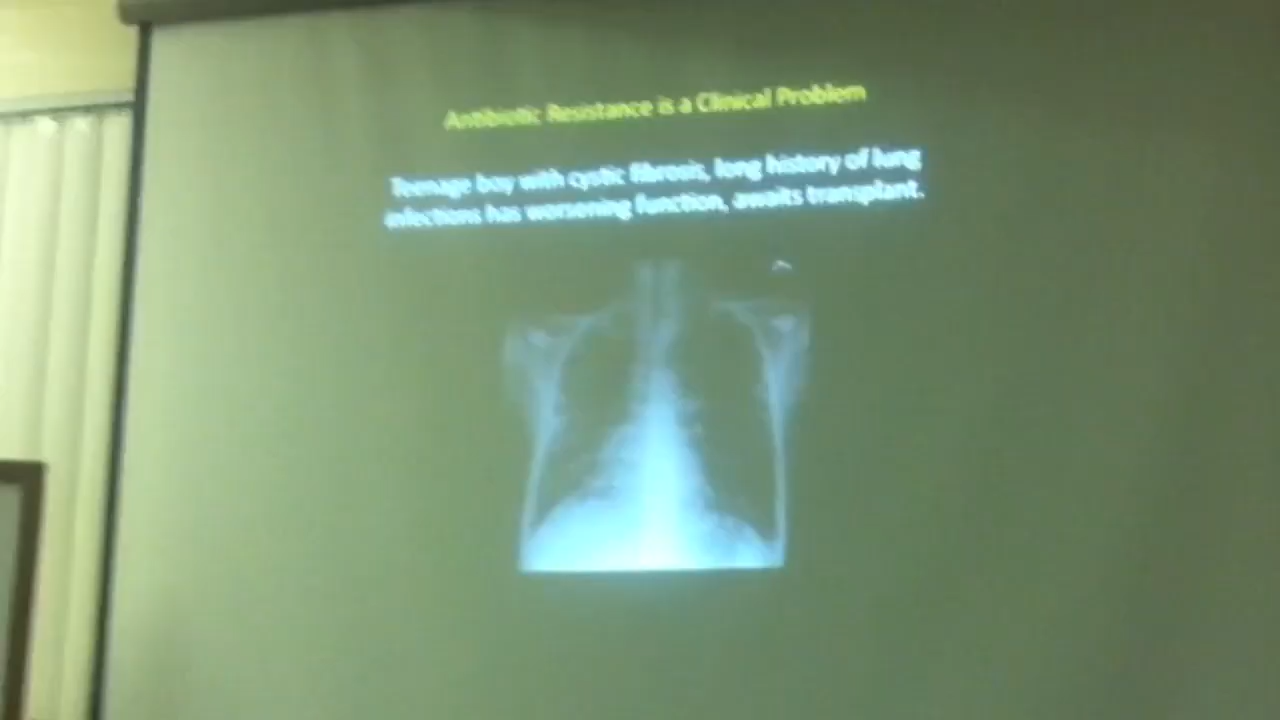 Antibiotic Resistance is a Clinical Problem
Teenage boy with cystic fibrosis, long history of lung
infections has worsening function, awaits transplant.